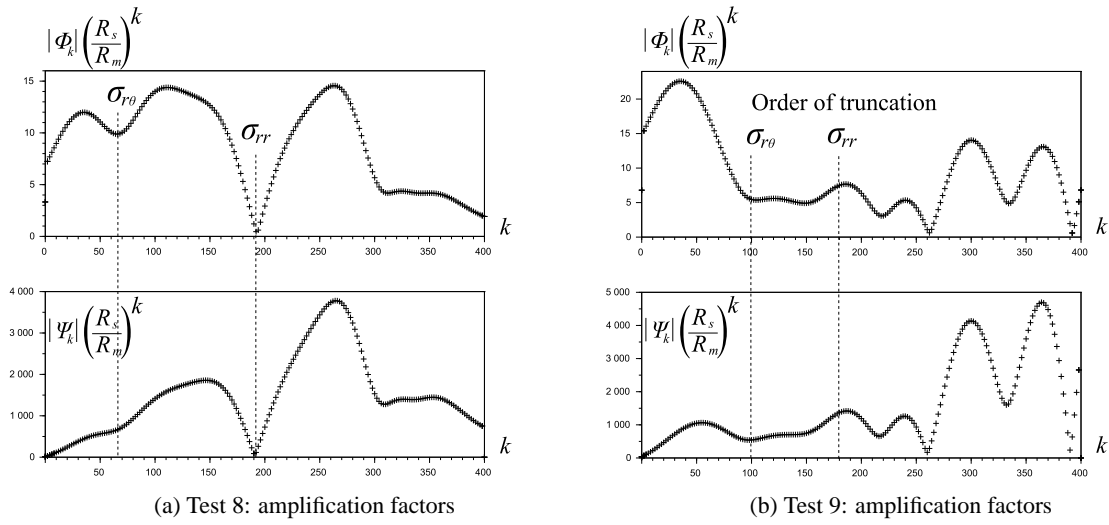 |Φ_k| (R_s/R_m)^k
15
10
5
0
σ_rθ
σ_rr
0 50 100 150 200 250 300 350 400
k
|Ψ_k| (R_s/R_m)^k
4 000
3 000
2 000
1 000
0
0 50 100 150 200 250 300 350 400
k
(a) Test 8: amplification factors
|Φ_k| (R_s/R_m)^k
20
15
10
5
0
Order of truncation
σ_rθ σ_rr
0 50 100 150 200 250 300 350 400
k
|Ψ_k| (R_s/R_m)^k
5 000
4 000
3 000
2 000
1 000
0
0 50 100 150 200 250 300 350 400
k
(b) Test 9: amplification factors